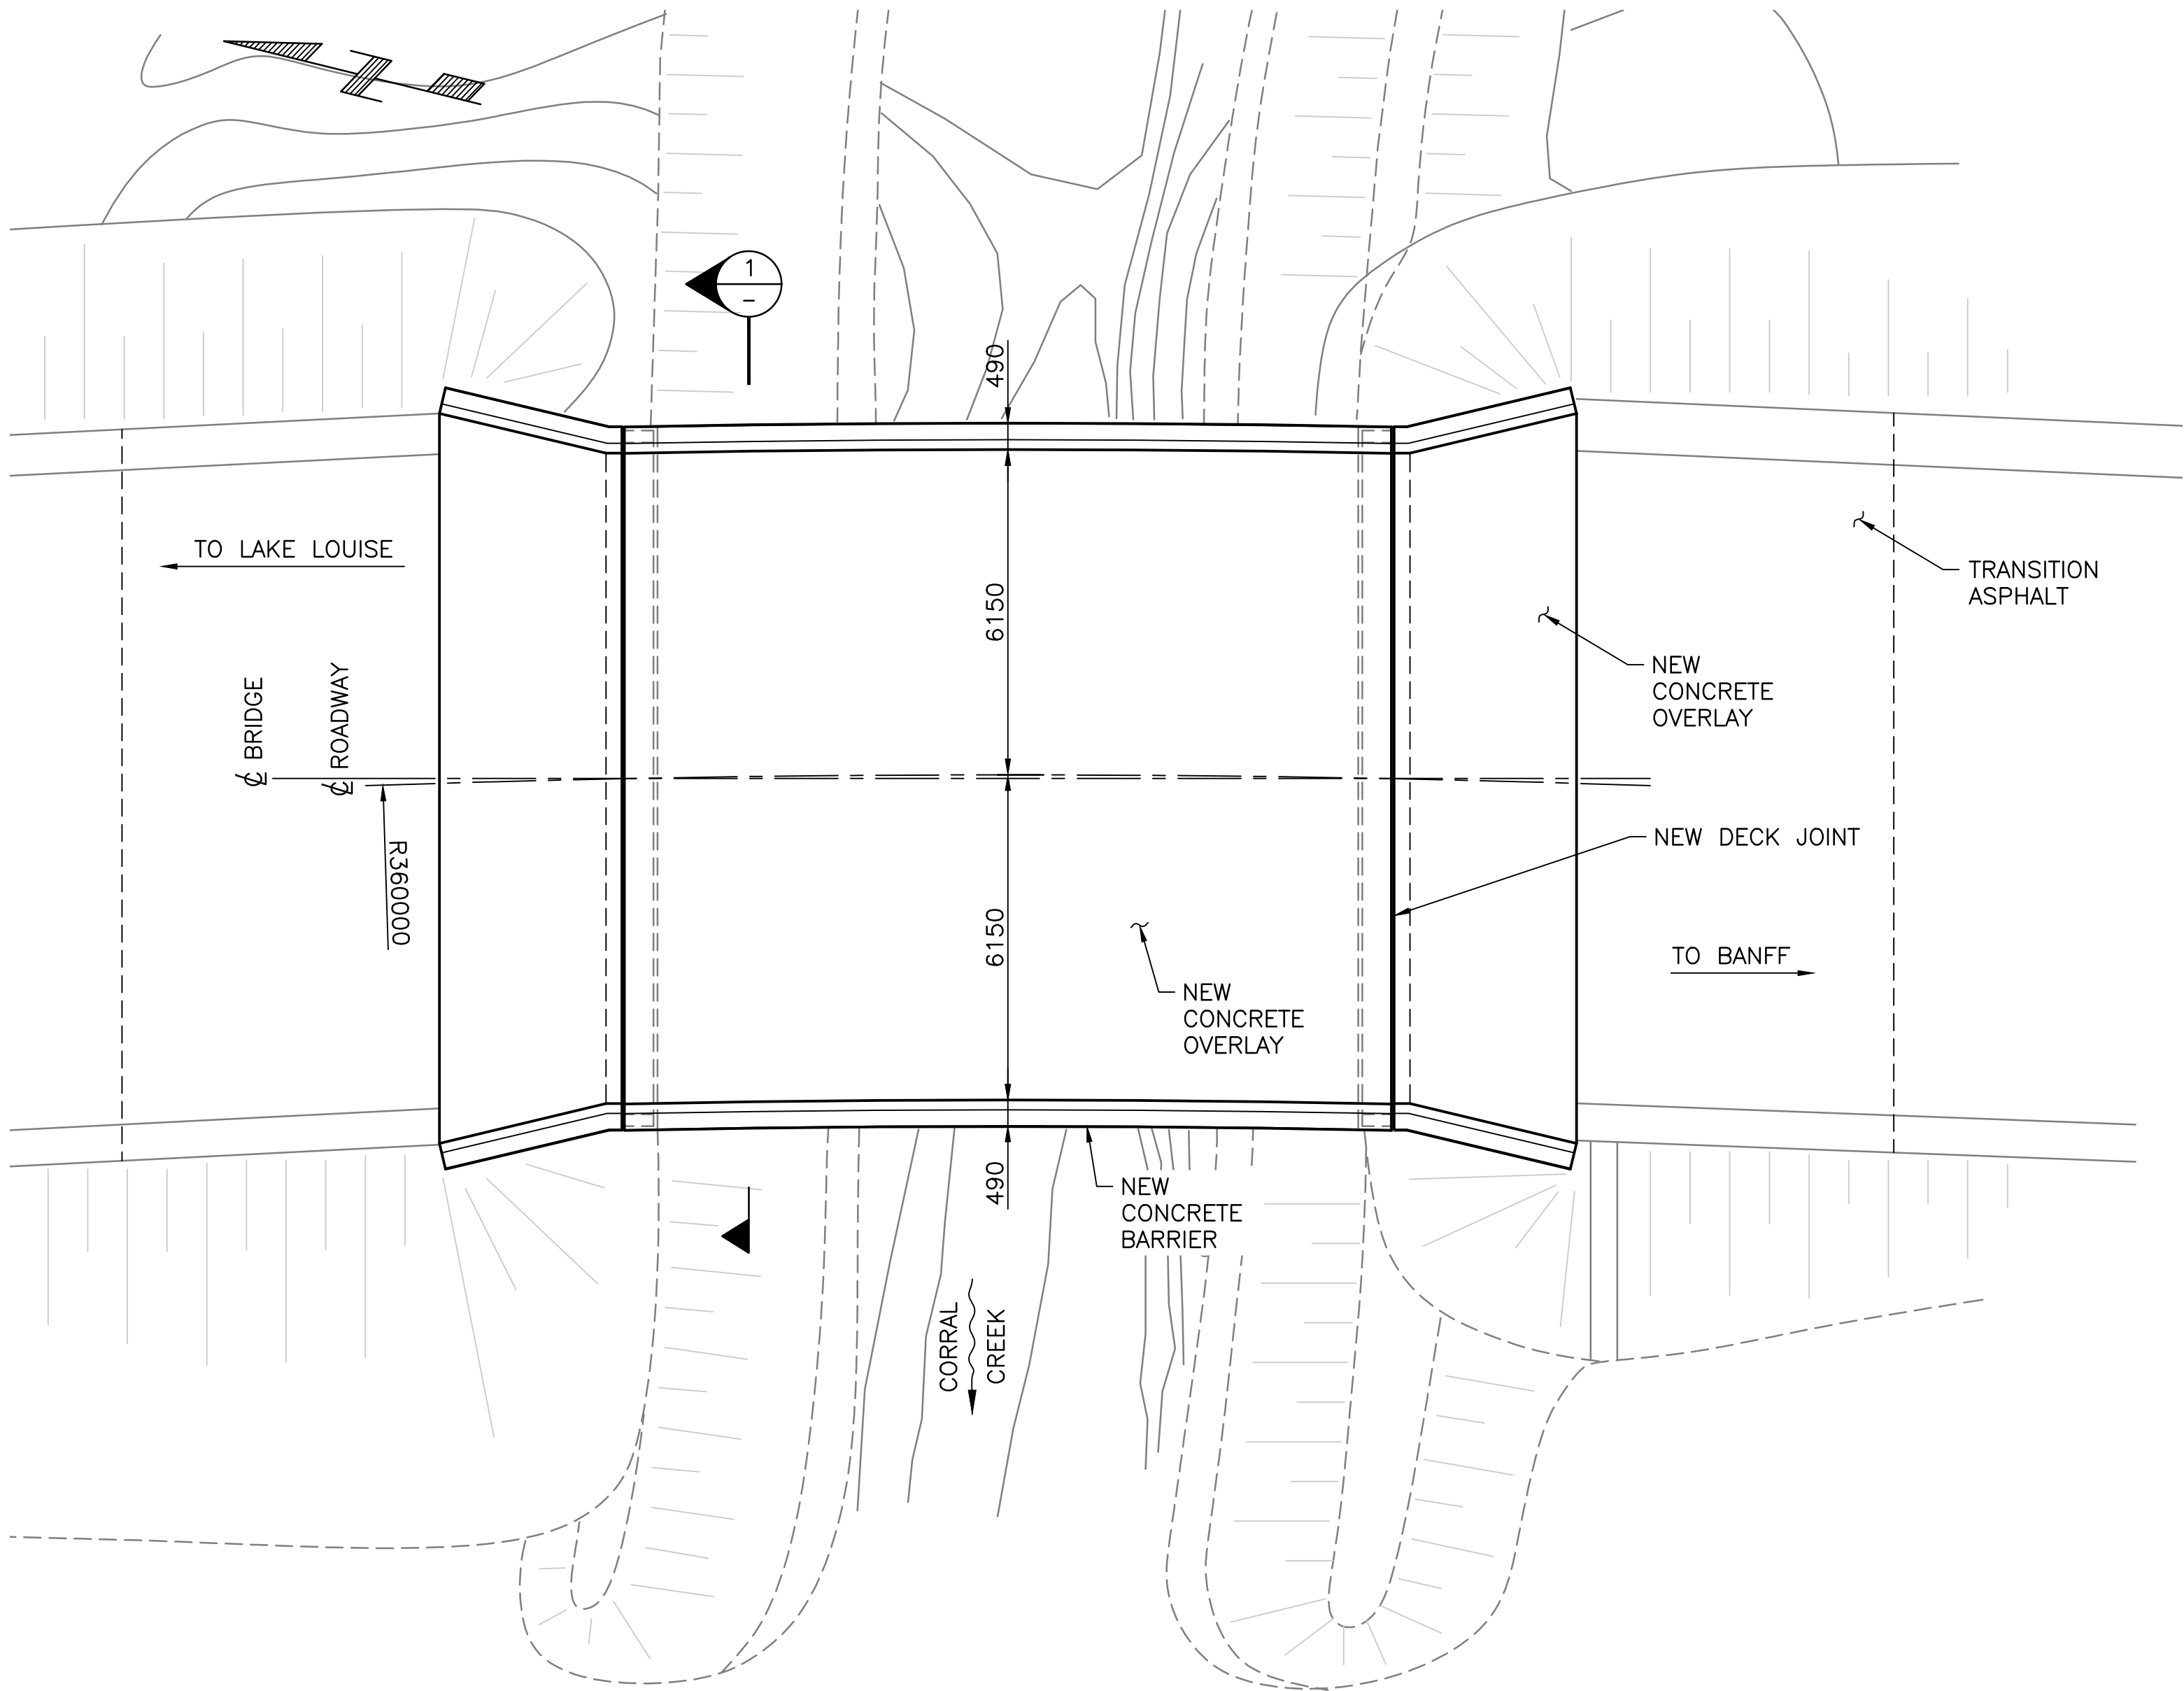 1
–
490
TO LAKE LOUISE
TRANSITION
ASPHALT
6150
NEW
CONCRETE
OVERLAY
℄ BRIDGE
℄ ROADWAY
R360000
NEW DECK JOINT
6150
TO BANFF
NEW
CONCRETE
OVERLAY
490
NEW
CONCRETE
BARRIER
CORRAL
CREEK